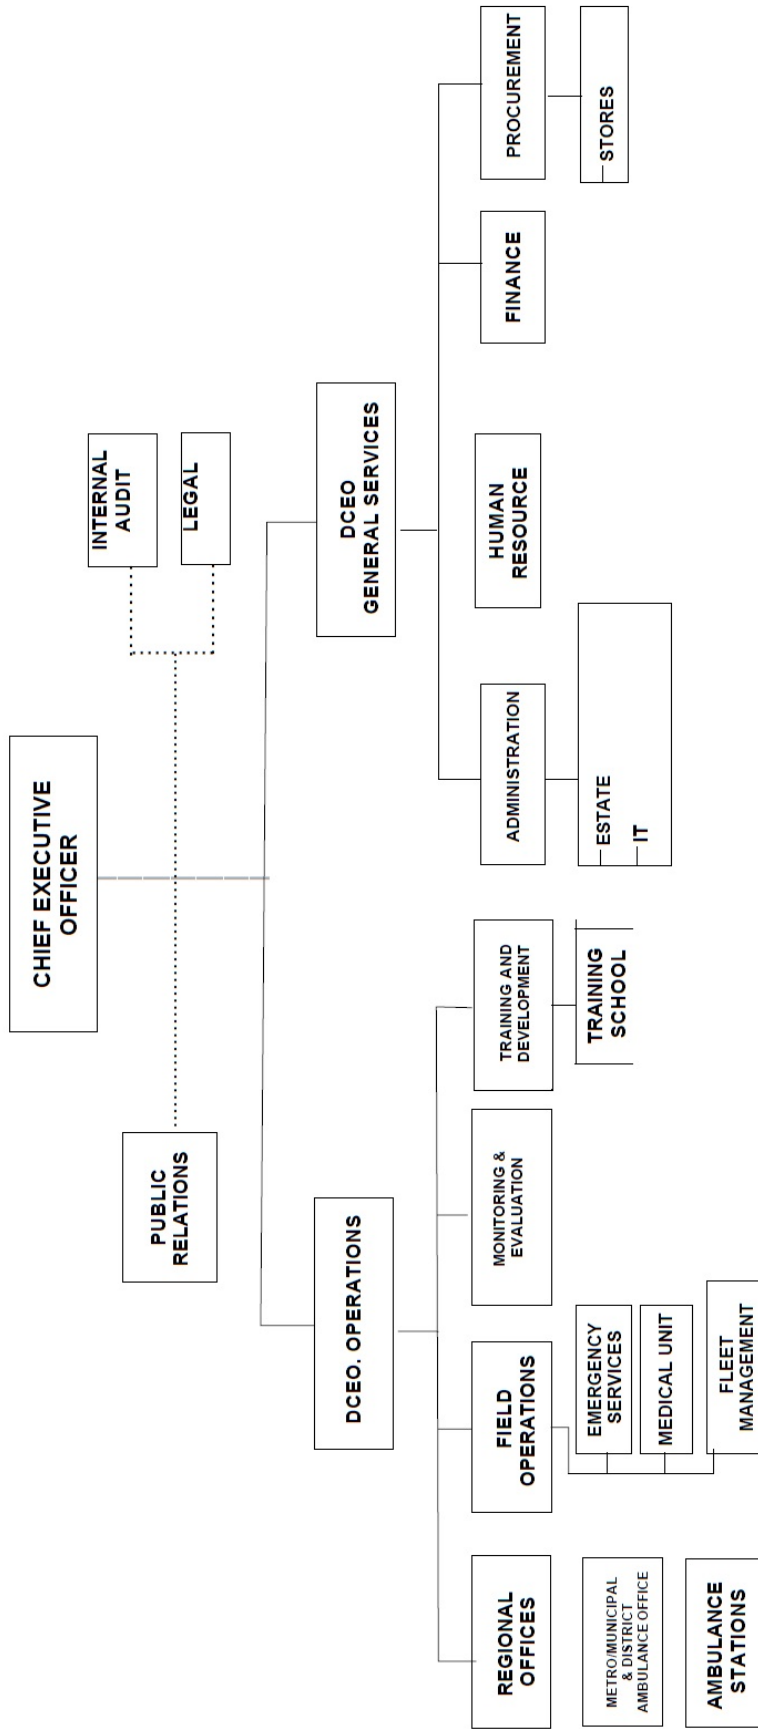 CHIEF EXECUTIVE
OFFICER
INTERNAL
AUDIT
LEGAL
PUBLIC
RELATIONS
DCEO. OPERATIONS
DCEO
GENERAL SERVICES
REGIONAL
OFFICES
FIELD
OPERATIONS
MONITORING &
EVALUATION
TRAINING AND
DEVELOPMENT
ADMINISTRATION
HUMAN
RESOURCE
FINANCE
PROCUREMENT
METRO/MUNICIPAL
& DISTRICT
AMBULANCE OFFICE
AMBULANCE
STATIONS
EMERGENCY
SERVICES
MEDICAL UNIT
FLEET
MANAGEMENT
TRAINING
SCHOOL
ESTATE
IT
STORES